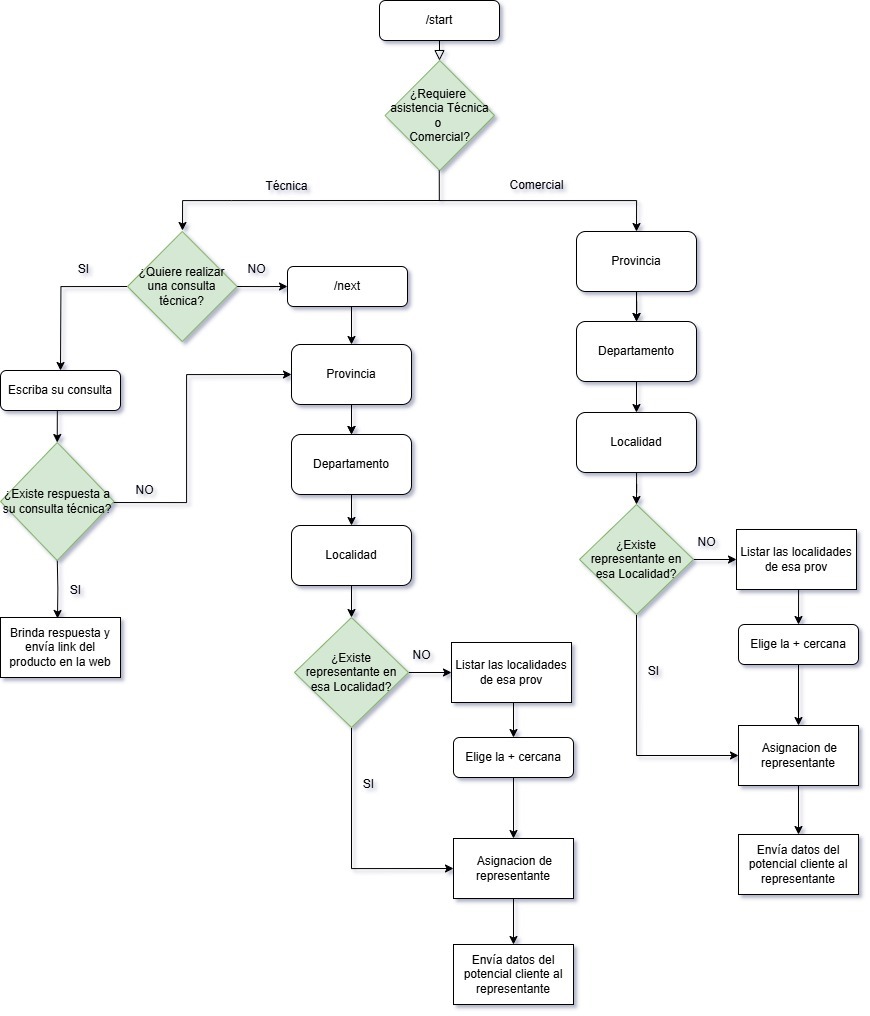 /start
¿Requiere
asistencia Técnica
o
Comercial?
Técnica
Comercial
¿Quiere realizar
una consulta
técnica?
SI
NO
/next
Escriba su consulta
¿Existe respuesta a
su consulta técnica?
NO
SI
Brinda respuesta y
envía link del
producto en la web
Provincia
Departamento
Localidad
¿Existe
representante en
esa Localidad?
NO
SI
Listar las localidades
de esa prov
Elige la + cercana
Asignacion de
representante
Envía datos del
potencial cliente al
representante
Provincia
Departamento
Localidad
¿Existe
representante en
esa Localidad?
NO
SI
Listar las localidades
de esa prov
Elige la + cercana
Asignacion de
representante
Envía datos del
potencial cliente al
representante